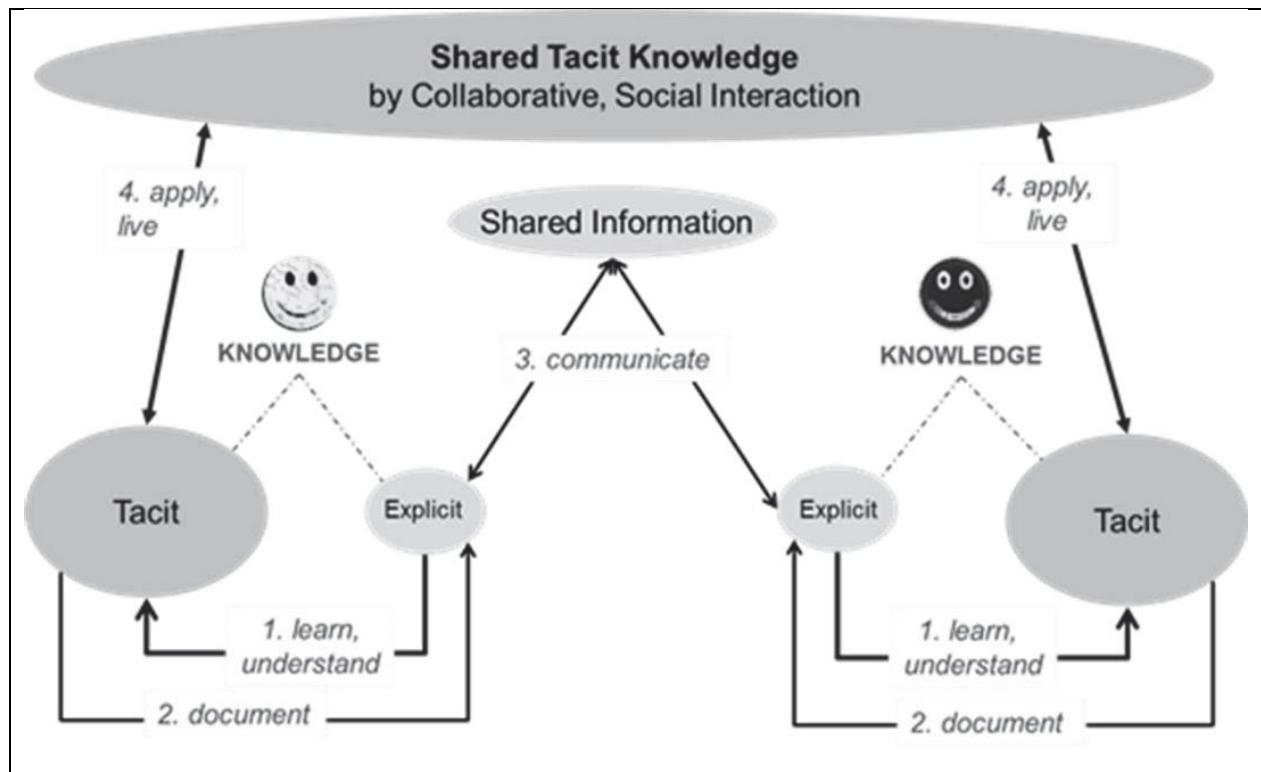 Shared Tacit Knowledge
by Collaborative, Social Interaction
4. apply,
live
4. apply,
live
Shared Information
KNOWLEDGE
KNOWLEDGE
3. communicate
Tacit
Explicit
Explicit
Tacit
1. learn,
understand
1. learn,
understand
2. document
2. document